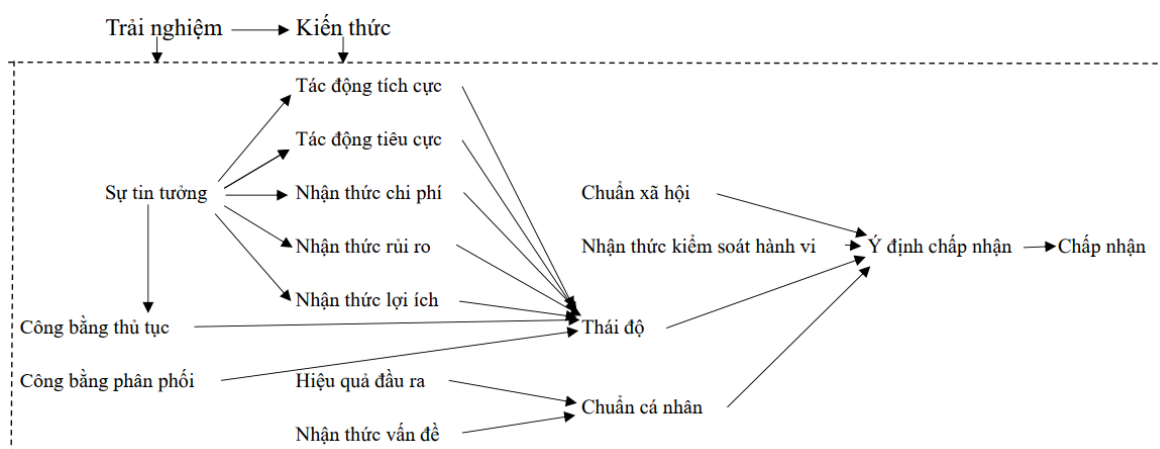 Trải nghiệm Kiến thức
Tác động tích cực
Tác động tiêu cực
Sự tin tưởng Nhận thức chi phí Chuẩn xã hội
Nhận thức rủi ro Nhận thức kiểm soát hành vi Ý định chấp nhận Chấp nhận
Nhận thức lợi ích
Công bằng thủ tục Thái độ
Công bằng phân phối Hiệu quả đầu ra
Chuẩn cá nhân
Nhận thức vấn đề